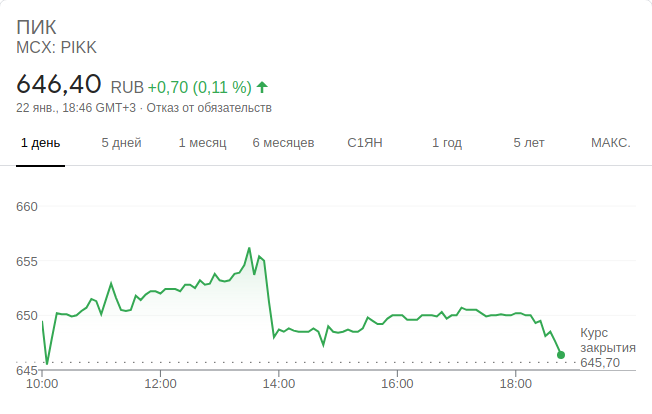 ПИК
MCX: PIKK
646,40 RUB +0,70 (0,11 %)
22 янв., 18:46 GMT+3 · Отказ от обязательств
1 день 5 дней 1 месяц 6 месяцев С1ЯН 1 год 5 лет МАКС.
660
655
650
Курс
закрытия
645,70
645
10:00 12:00 14:00 16:00 18:00